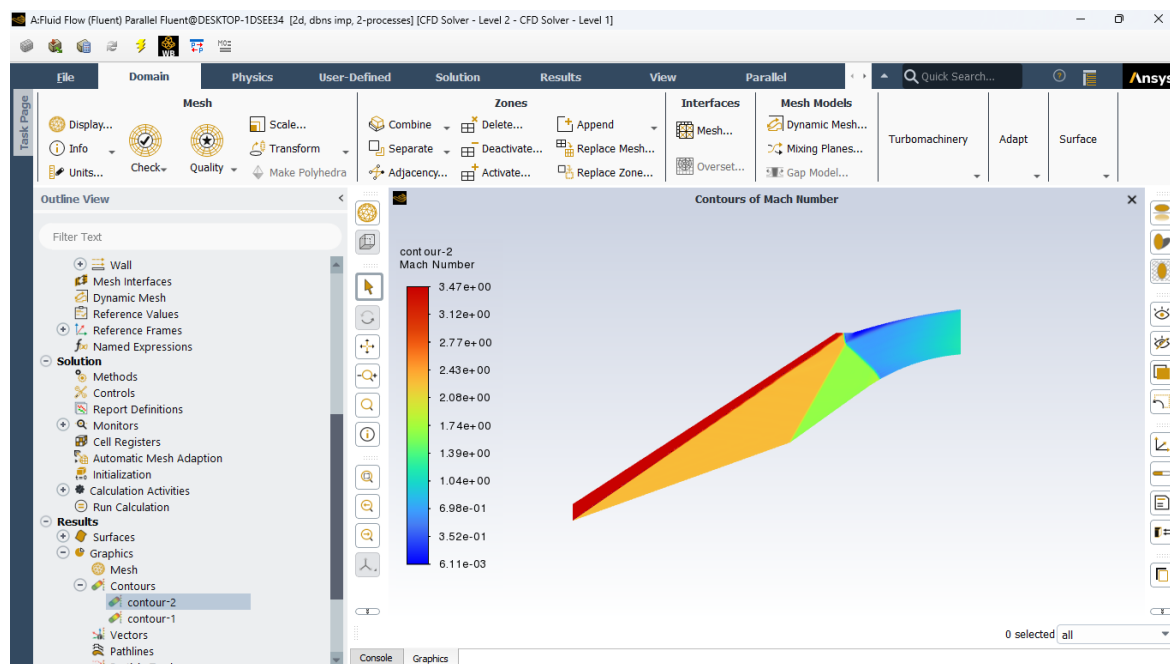 A:Fluid Flow (Fluent) Parallel Fluent@DESKTOP-1DSEE34 [2d, dbns imp, 2-processes] [CFD Solver - Level 2 - CFD Solver - Level 1]
WB
File Domain Physics User-Defined Solution Results View Parallel Quick Search... Ansys
Task Page
Mesh
Display...
Info
Units...
Check
Quality
Scale...
Transform
Make Polyhedra
Zones
Combine
Separate
Adjacency...
Delete...
Deactivate...
Activate...
Append
Replace Mesh...
Replace Zone...
Interfaces
Mesh...
Overset...
Mesh Models
Dynamic Mesh...
Mixing Planes...
Gap Model...
Turbomachinery
Adapt
Surface
Outline View
Filter Text
Wall
Mesh Interfaces
Dynamic Mesh
Reference Values
Reference Frames
Named Expressions
Solution
Methods
Controls
Report Definitions
Monitors
Cell Registers
Automatic Mesh Adaption
Initialization
Calculation Activities
Run Calculation
Results
Surfaces
Graphics
Mesh
Contours
contour-2
contour-1
Vectors
Pathlines
Contours of Mach Number
contour-2
Mach Number
3.47e+00
3.12e+00
2.77e+00
2.43e+00
2.08e+00
1.74e+00
1.39e+00
1.04e+00
6.98e-01
3.52e-01
6.11e-03
0 selected all
Console Graphics